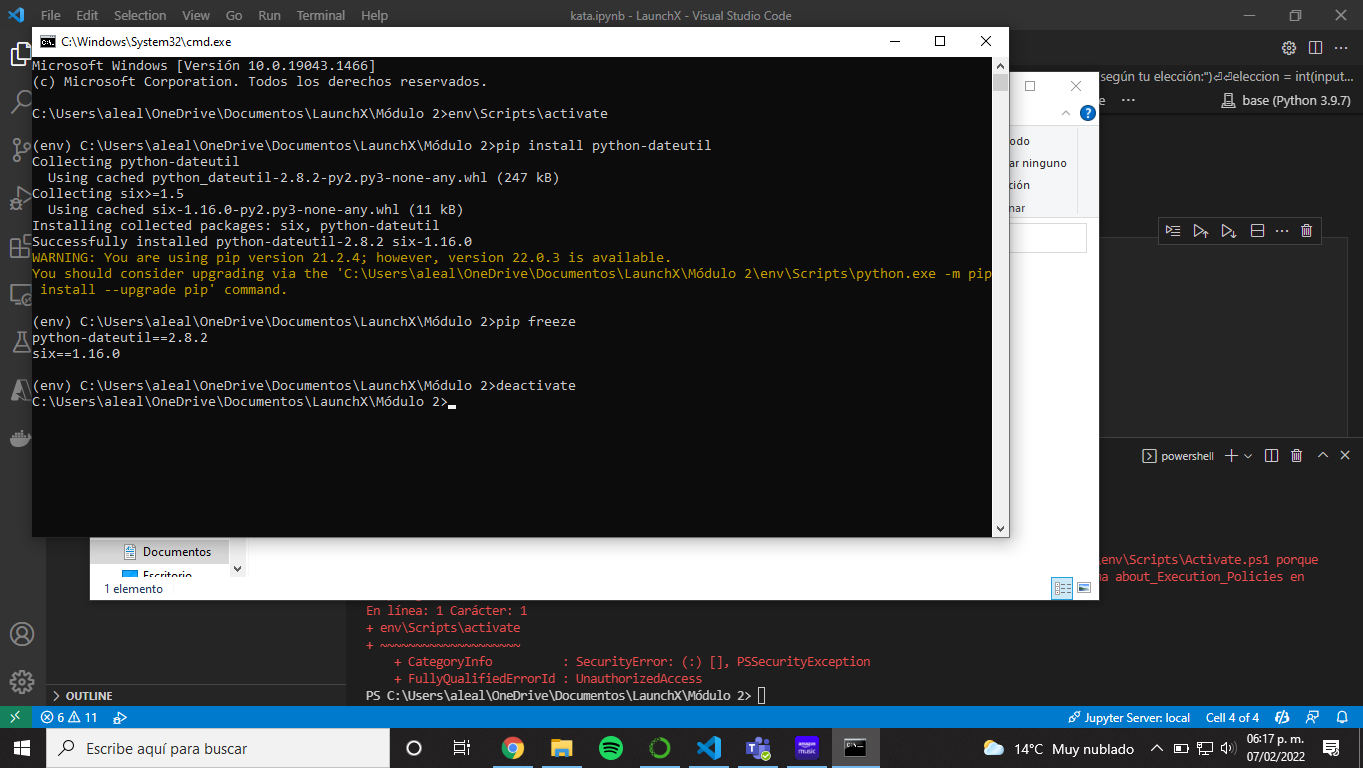 File Edit Selection View Go Run Terminal Help
kata.ipynb - LaunchX - Visual Studio Code
C:\Windows\System32\cmd.exe
Microsoft Windows [Versión 10.0.19043.1466]
(c) Microsoft Corporation. Todos los derechos reservados.
C:\Users\aleal\OneDrive\Documentos\LaunchX\Módulo 2>env\Scripts\activate
(env) C:\Users\aleal\OneDrive\Documentos\LaunchX\Módulo 2>pip install python-dateutil
Collecting python-dateutil
Using cached python_dateutil-2.8.2-py2.py3-none-any.whl (247 kB)
Collecting six>=1.5
Using cached six-1.16.0-py2.py3-none-any.whl (11 kB)
Installing collected packages: six, python-dateutil
Successfully installed python-dateutil-2.8.2 six-1.16.0
WARNING: You are using pip version 21.2.4; however, version 22.0.3 is available.
You should consider upgrading via the 'C:\Users\aleal\OneDrive\Documentos\LaunchX\Módulo 2\env\Scripts\python.exe -m pip
install --upgrade pip' command.
(env) C:\Users\aleal\OneDrive\Documentos\LaunchX\Módulo 2>pip freeze
python-dateutil==2.8.2
six==1.16.0
(env) C:\Users\aleal\OneDrive\Documentos\LaunchX\Módulo 2>deactivate
C:\Users\aleal\OneDrive\Documentos\LaunchX\Módulo 2>
según tu elección:")⏎⏎eleccion = int(input...
e ... base (Python 3.9.7)
odo
ar ninguno
ción
nar
powershell
Documentos
Escritorio
1 elemento
env\Scripts\Activate.ps1 porque
a about_Execution_Policies en
En línea: 1 Carácter: 1
+ env\Scripts\activate
+ ~~~~~~~~~~~~~~~~~~~~
+ CategoryInfo : SecurityError: (:) [], PSSecurityException
+ FullyQualifiedErrorId : UnauthorizedAccess
PS C:\Users\aleal\OneDrive\Documentos\LaunchX\Módulo 2>
OUTLINE
6 11
Jupyter Server: local Cell 4 of 4
Escribe aquí para buscar
amazon music
14°C Muy nublado
06:17 p. m.
07/02/2022